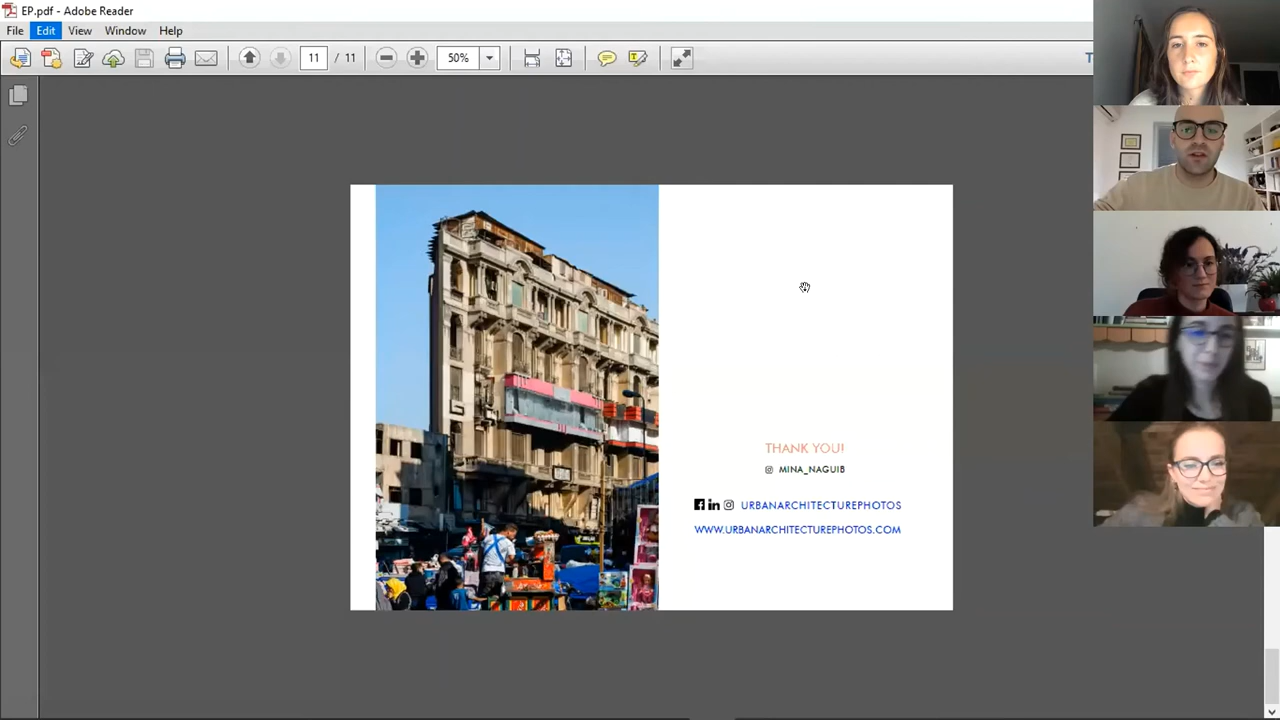 EP.pdf - Adobe Reader
File Edit View Window Help
11 / 11
50%
THANK YOU!
MINA_NAGUIB
URBANARCHITECTUREPHOTOS
WWW.URBANARCHITECTUREPHOTOS.COM